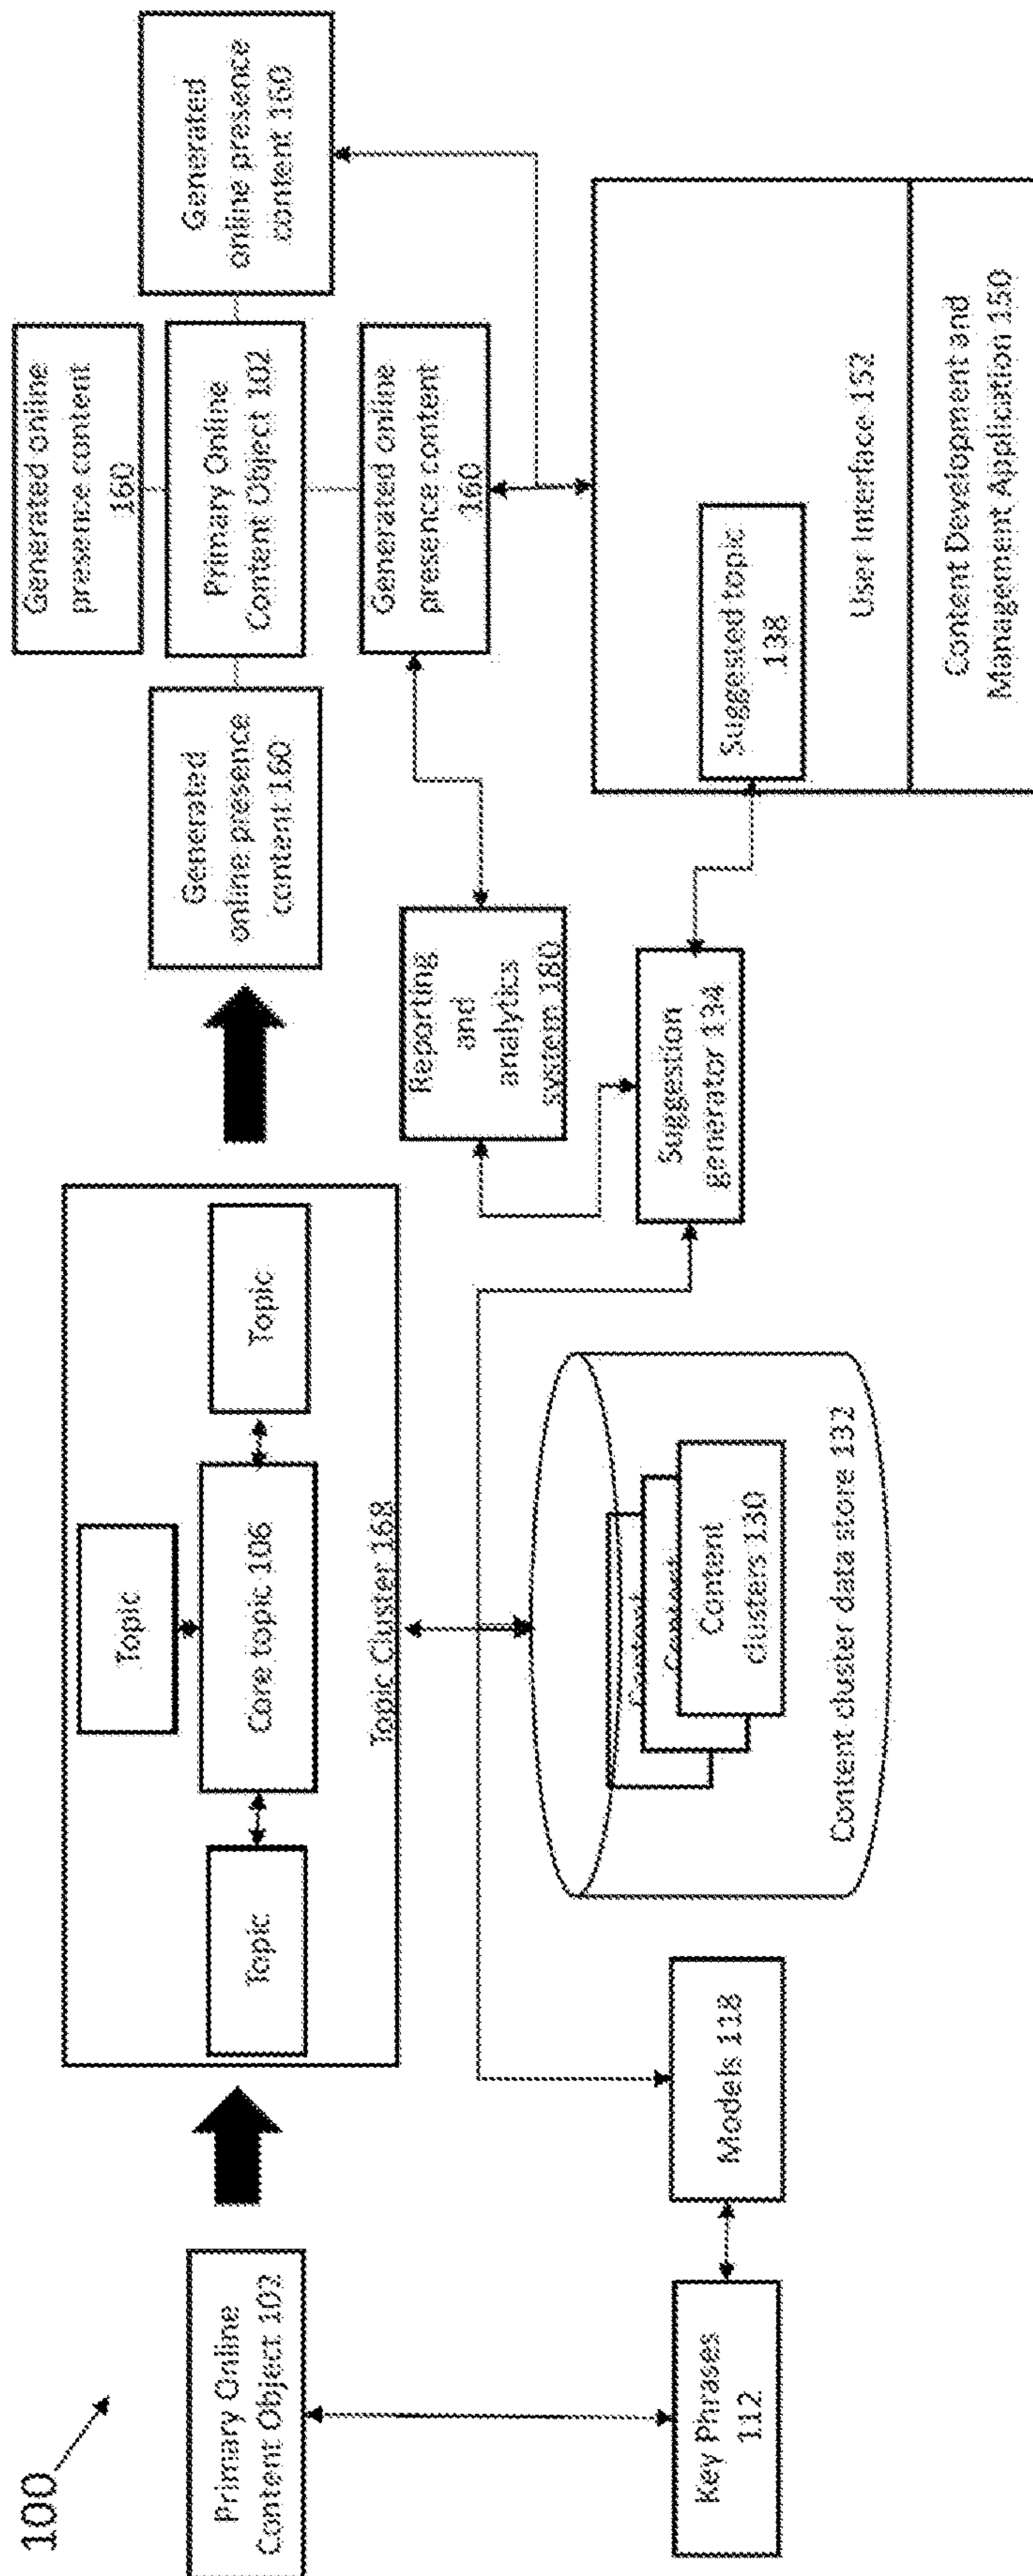 100
Primary Online
Content Object 102
Key Phrases
112
Models 118
Topic
Topic
Topic
Core topic 106
Topic Cluster 168
Content
clusters 130
Content cluster data store 132
Generated
online presence
content 160
Generated online
presence content
160
Primary Online
Content Object 102
Generated
online presence
content 160
Generated online
presence content
160
Reporting
and
analytics
system 180
Suggestion
generator 134
Suggested topic
138
User Interface 152
Content Development and
Management Application 150